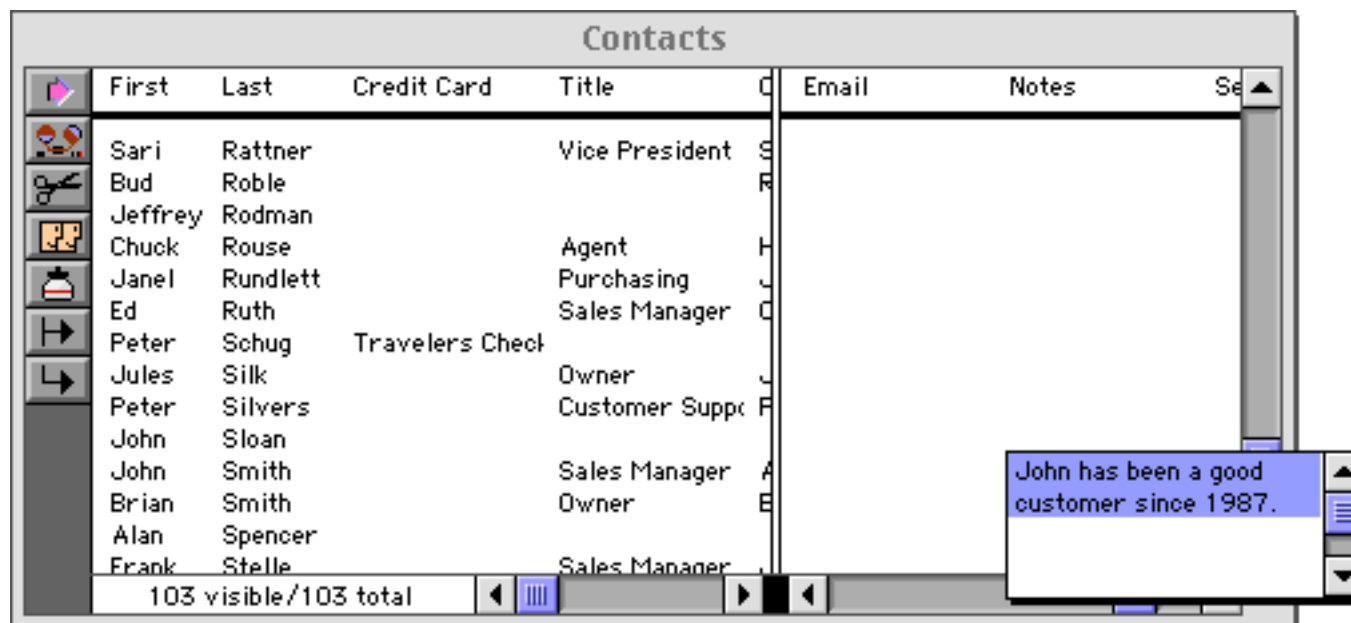 Contacts
First Last Credit Card Title Email Notes
Sari Rattner Vice President
Bud Roble
Jeffrey Rodman
Chuck Rouse Agent
Janel Rundlett Purchasing
Ed Ruth Sales Manager
Peter Schug Travelers Check
Jules Silk Owner
Peter Silvers Customer Suppo
John Sloan
John Smith Sales Manager John has been a good
Brian Smith Owner customer since 1987.
Alan Spencer
Frank Stelle Sales Manager
103 visible/103 total